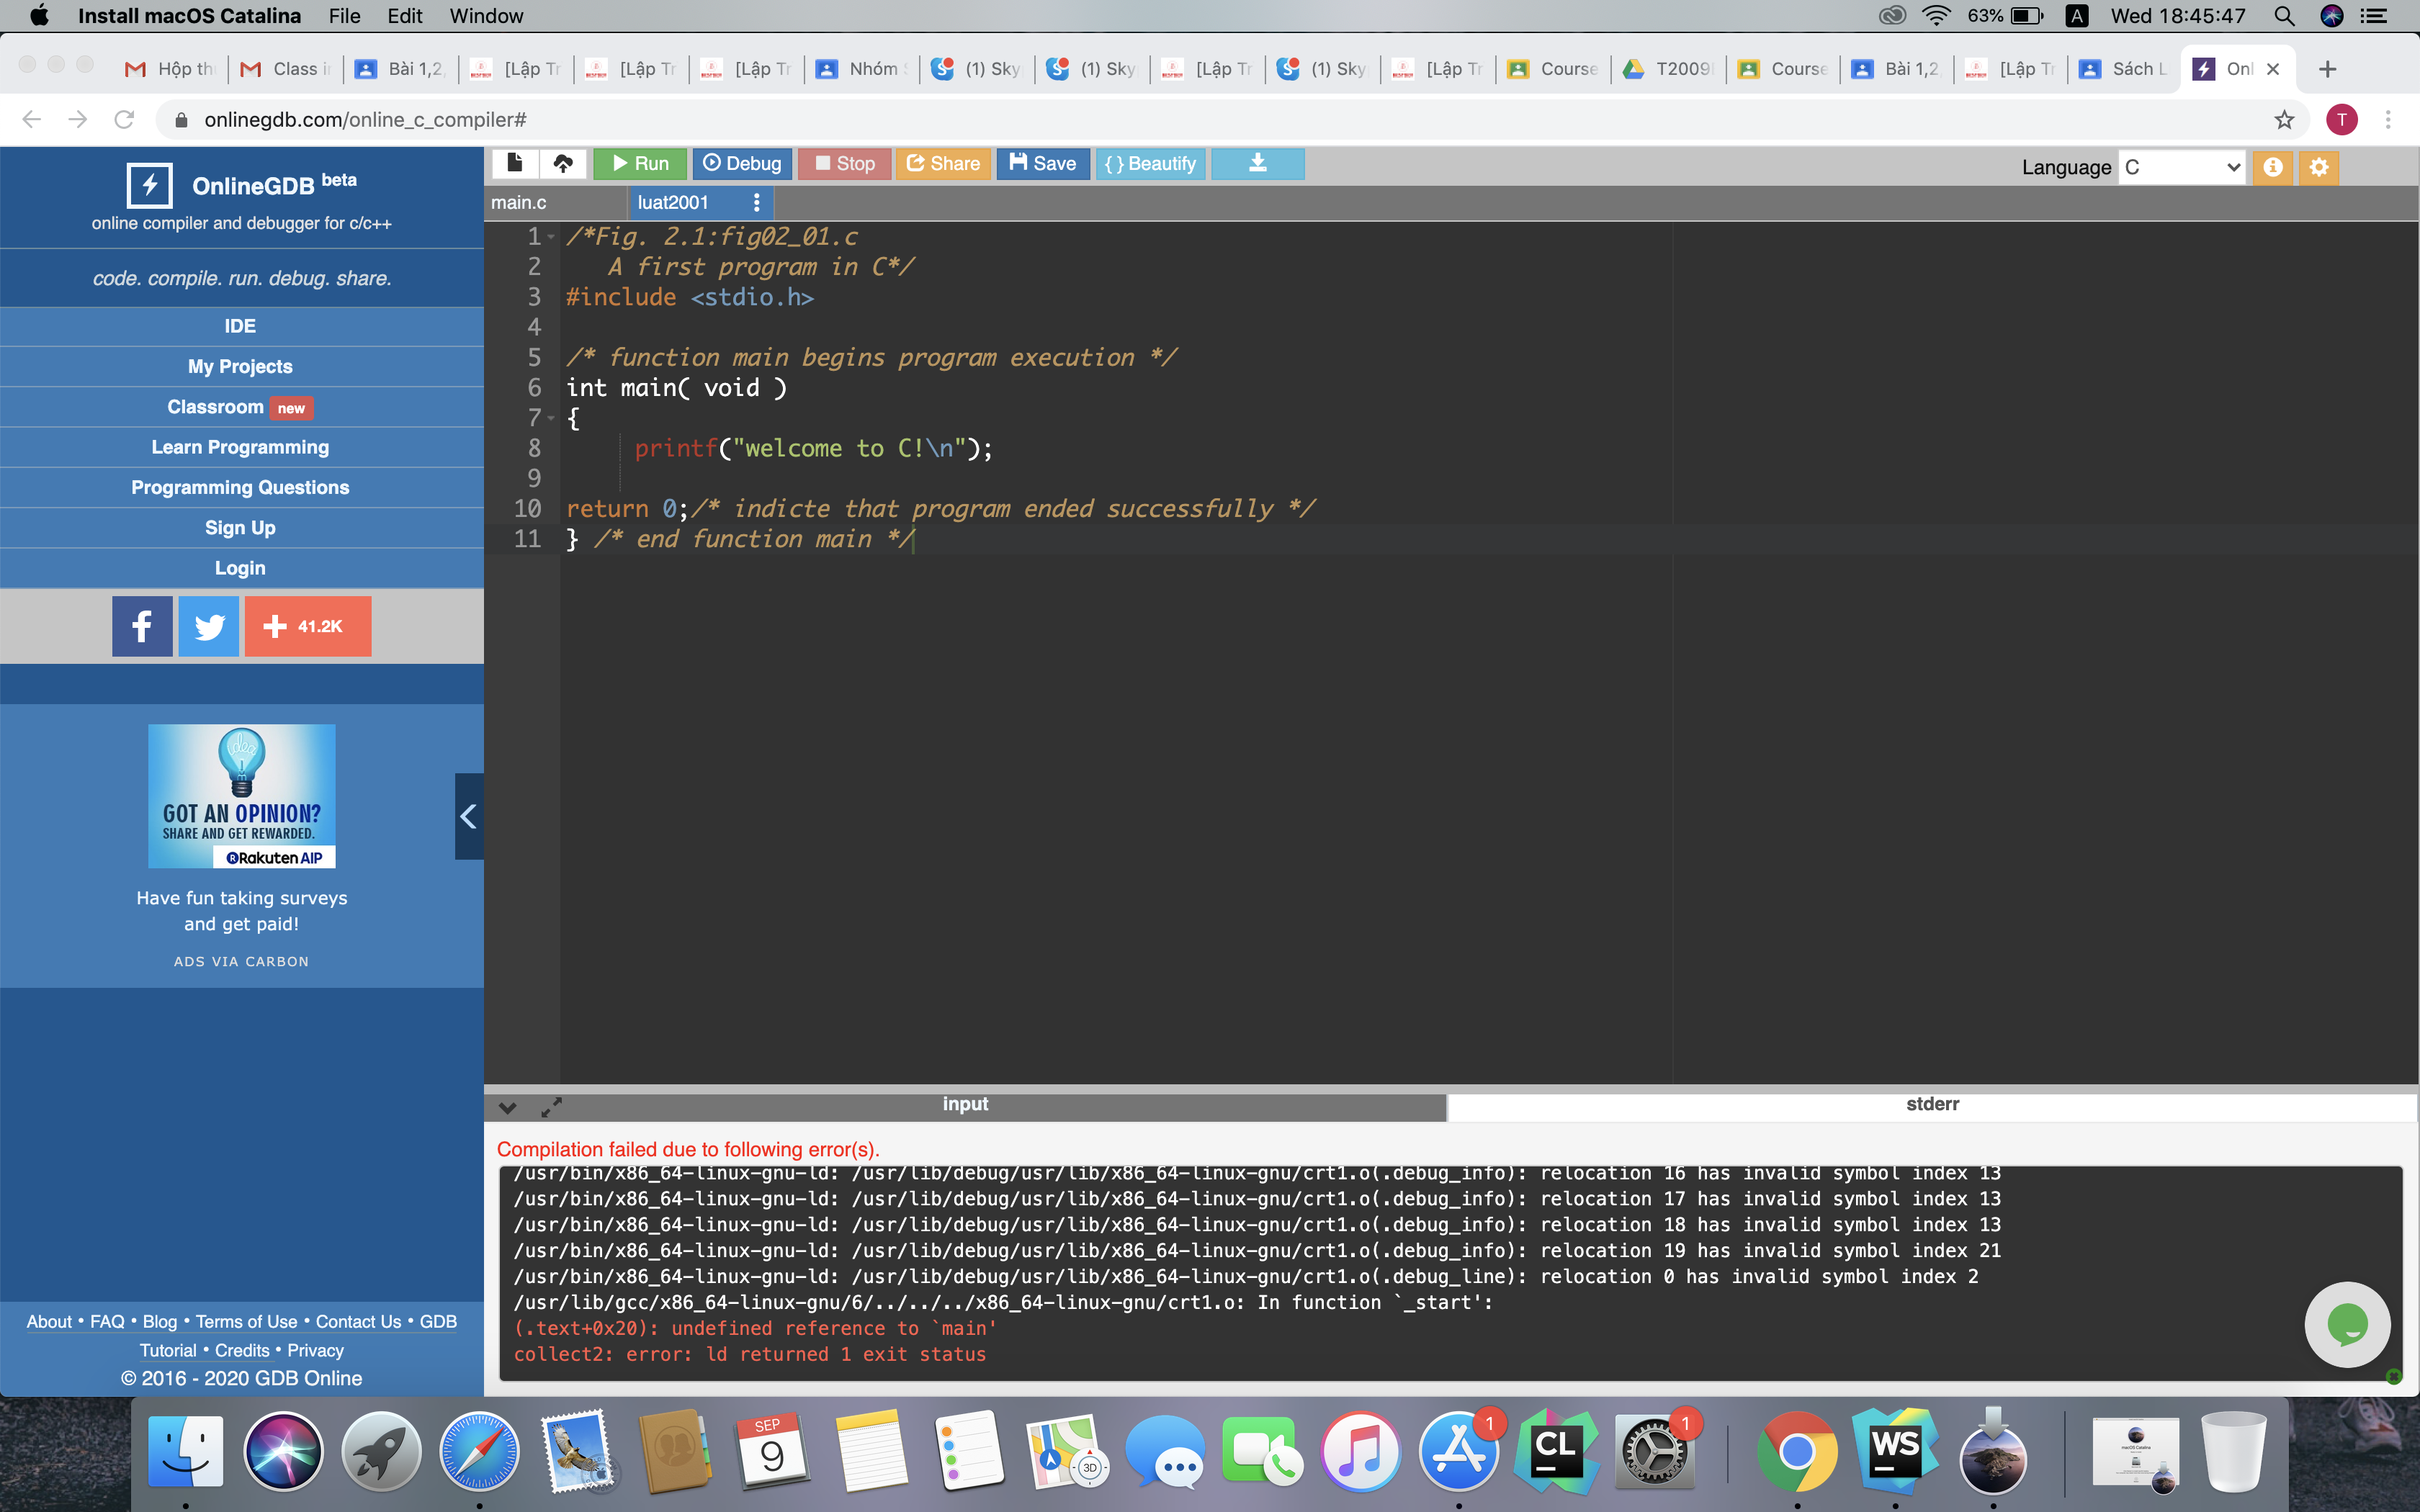 Install macOS Catalina File Edit Window 63% A Wed 18:45:47
Hộp th Class i Bài 1,2, [Lập Tr [Lập Tr [Lập Tr Nhóm (1) Sky (1) Sky [Lập Tr (1) Sky [Lập Tr Course T2009 Course Bài 1,2 [Lập Tr Sách L Onl
onlinegdb.com/online_c_compiler# T
OnlineGDB beta
online compiler and debugger for c/c++
code. compile. run. debug. share.
IDE
My Projects
Classroom new
Learn Programming
Programming Questions
Sign Up
Login
f 41.2K
idea
GOT AN OPINION?
SHARE AND GET REWARDED.
Rakuten AIP
Have fun taking surveys
and get paid!
ADS VIA CARBON
About • FAQ • Blog • Terms of Use • Contact Us • GDB
Tutorial • Credits • Privacy
© 2016 - 2020 GDB Online
Run Debug Stop Share Save { } Beautify Language C
main.c luat2001
1 /*Fig. 2.1:fig02_01.c
2 A first program in C*/
3 #include <stdio.h>
4
5 /* function main begins program execution */
6 int main( void )
7 {
8 printf("welcome to C!\n");
9
10 return 0;/* indicte that program ended successfully */
11 } /* end function main */
input stderr
Compilation failed due to following error(s).
/usr/bin/x86_64-linux-gnu-ld: /usr/lib/debug/usr/lib/x86_64-linux-gnu/crt1.o(.debug_info): relocation 16 has invalid symbol index 13
/usr/bin/x86_64-linux-gnu-ld: /usr/lib/debug/usr/lib/x86_64-linux-gnu/crt1.o(.debug_info): relocation 17 has invalid symbol index 13
/usr/bin/x86_64-linux-gnu-ld: /usr/lib/debug/usr/lib/x86_64-linux-gnu/crt1.o(.debug_info): relocation 18 has invalid symbol index 13
/usr/bin/x86_64-linux-gnu-ld: /usr/lib/debug/usr/lib/x86_64-linux-gnu/crt1.o(.debug_info): relocation 19 has invalid symbol index 21
/usr/bin/x86_64-linux-gnu-ld: /usr/lib/debug/usr/lib/x86_64-linux-gnu/crt1.o(.debug_line): relocation 0 has invalid symbol index 2
/usr/lib/gcc/x86_64-linux-gnu/6/../../../x86_64-linux-gnu/crt1.o: In function `_start':
(.text+0x20): undefined reference to `main'
collect2: error: ld returned 1 exit status
SEP 9 3D 1 CL 1 WS